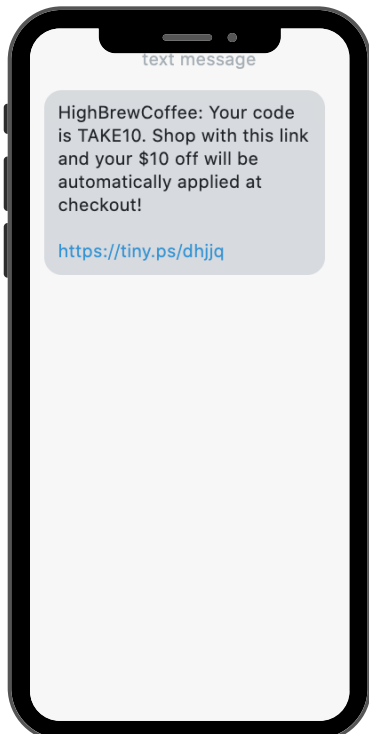 text message
HighBrewCoffee: Your code
is TAKE10. Shop with this link
and your $10 off will be
automatically applied at
checkout!
https://tiny.ps/dhjjq